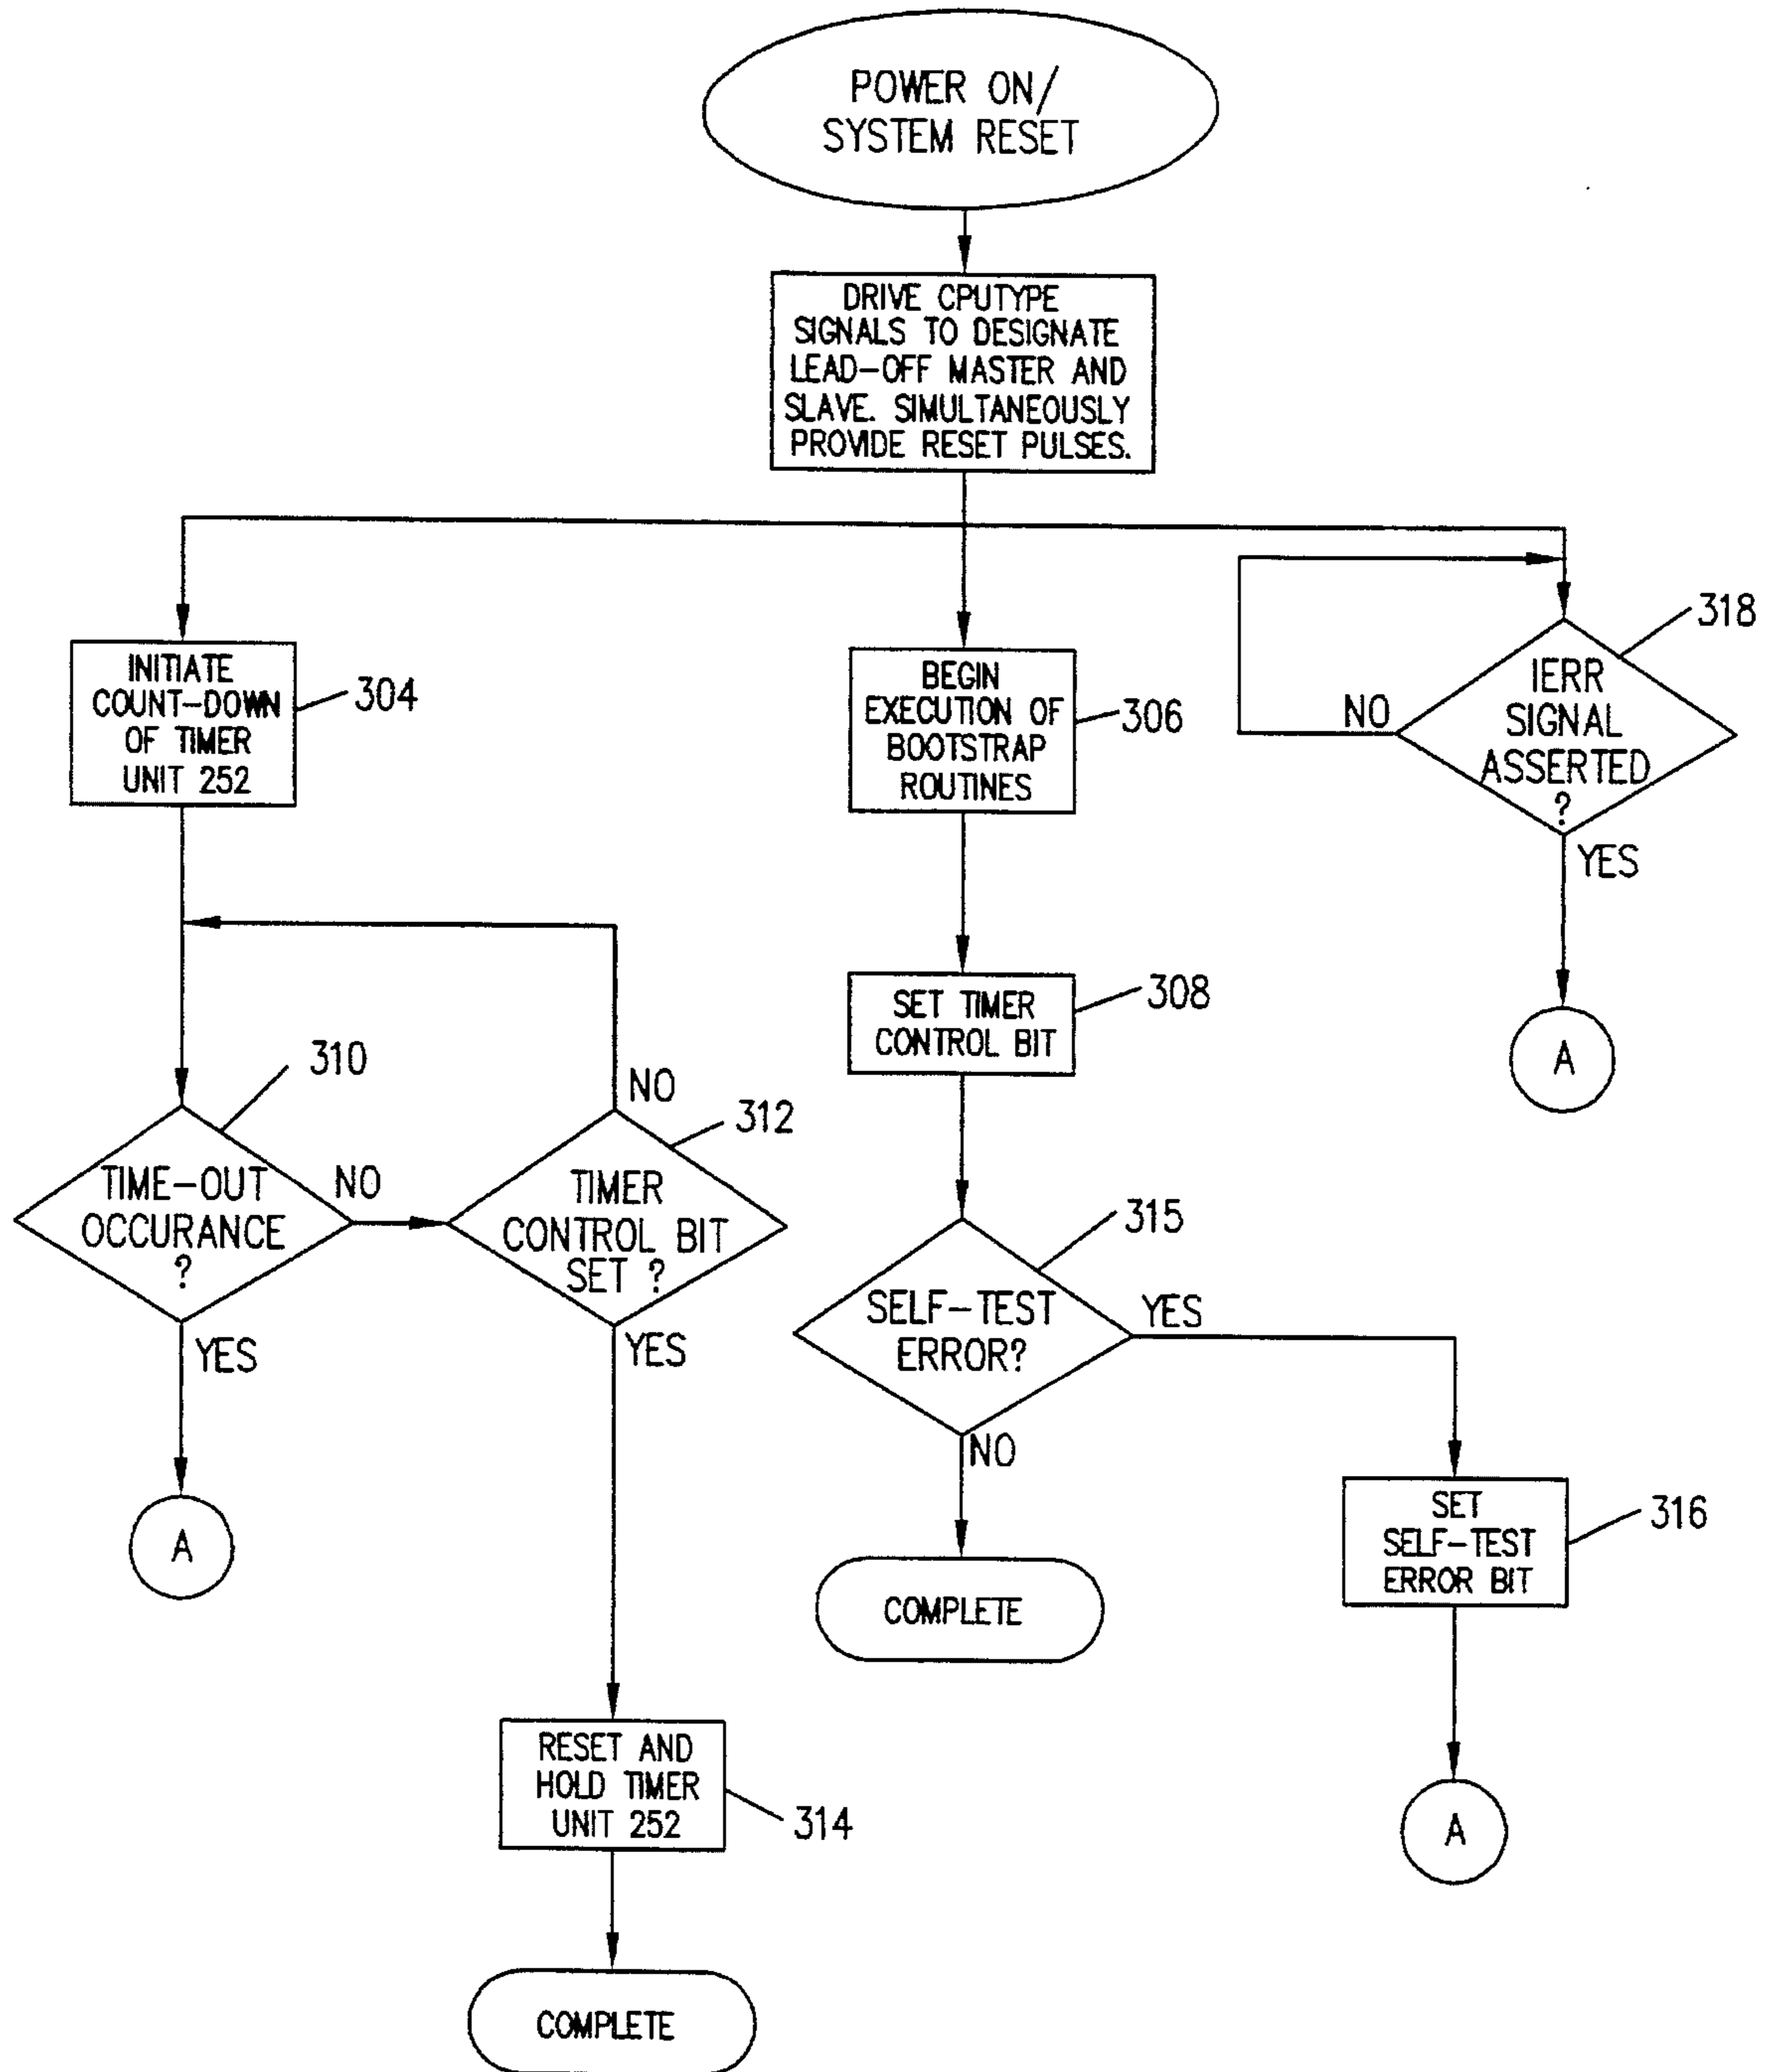 POWER ON/
SYSTEM RESET
DRIVE CPUTYPE
SIGNALS TO DESIGNATE
LEAD-OFF MASTER AND
SLAVE. SIMULTANEOUSLY
PROVIDE RESET PULSES.
INITIATE
COUNT-DOWN
OF TIMER
UNIT 252
304
BEGIN
EXECUTION OF
BOOTSTRAP
ROUTINES
306
318
IERR
SIGNAL
ASSERTED
?
NO
YES
A
SET TIMER
CONTROL BIT
308
310
TIME-OUT
OCCURANCE
?
NO
YES
A
312
NO
TIMER
CONTROL BIT
SET ?
YES
315
SELF-TEST
ERROR?
YES
NO
COMPLETE
SET
SELF-TEST
ERROR BIT
316
A
RESET AND
HOLD TIMER
UNIT 252
314
COMPLETE